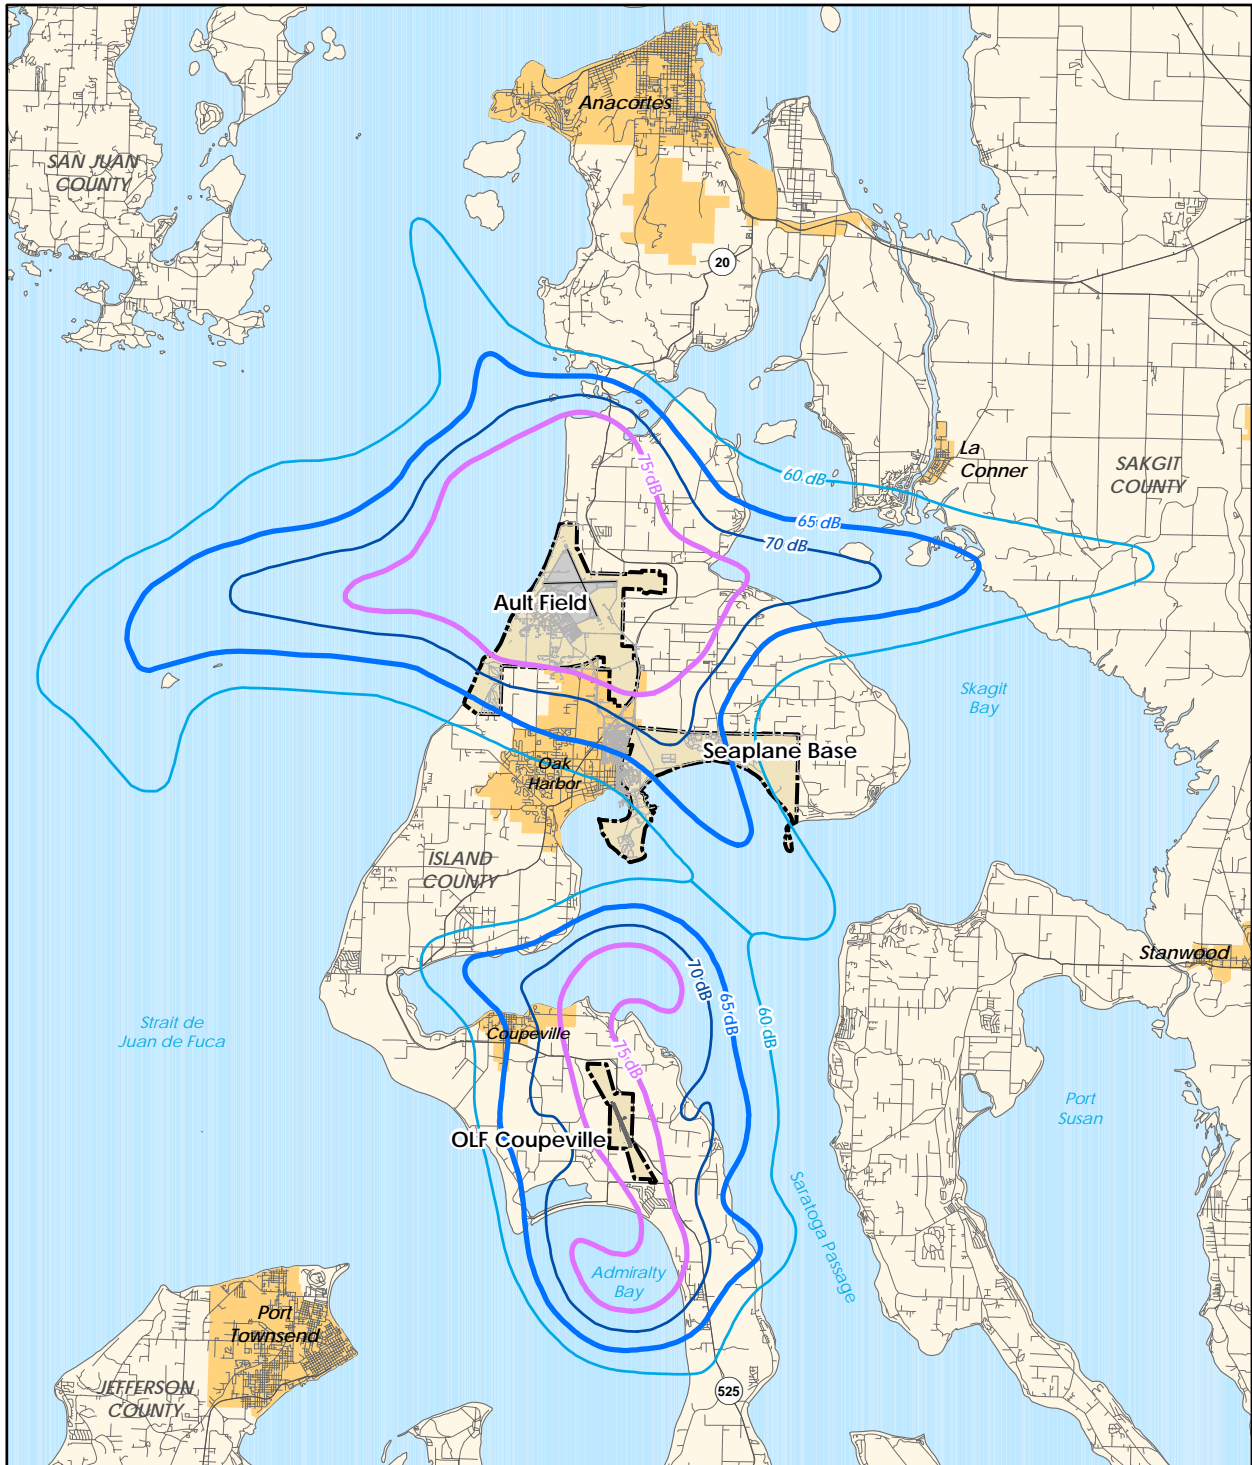 Anacortes
SAN JUAN
COUNTY
20
La
Conner
SAKGIT
COUNTY
75 dB
60 dB
65 dB
70 dB
Ault Field
Skagit
Bay
Seaplane Base
Oak
Harbor
ISLAND
COUNTY
Stanwood
70 dB
65 dB
60 dB
Strait de
Juan de Fuca
Coupeville
75 dB
Port
Susan
OLF Coupeville
Saratoga Passage
Admiralty
Bay
Port
Townsend
JEFFERSON
COUNTY
525